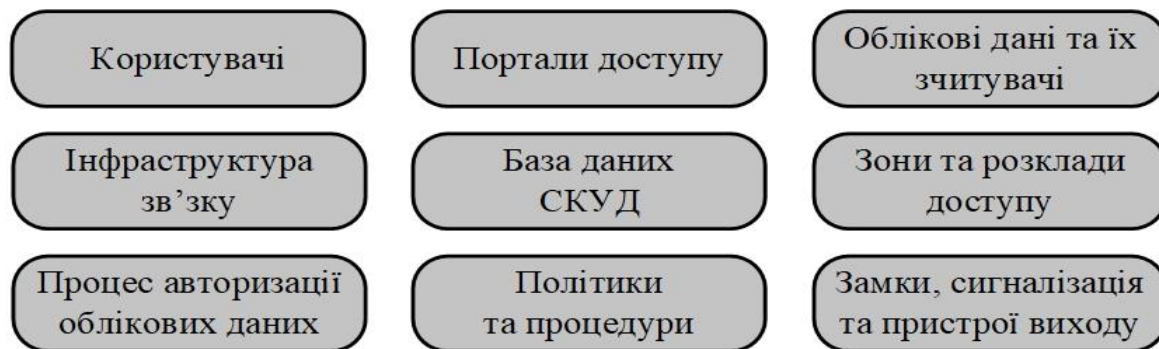 Користувачі
Портали доступу
Облікові дані та їх
зчитувачі
Інфраструктура
зв’зку
База даних
СКУД
Зони та розклади
доступу
Процес авторизації
облікових даних
Політики
та процедури
Замки, сигналізація
та пристрої виходу